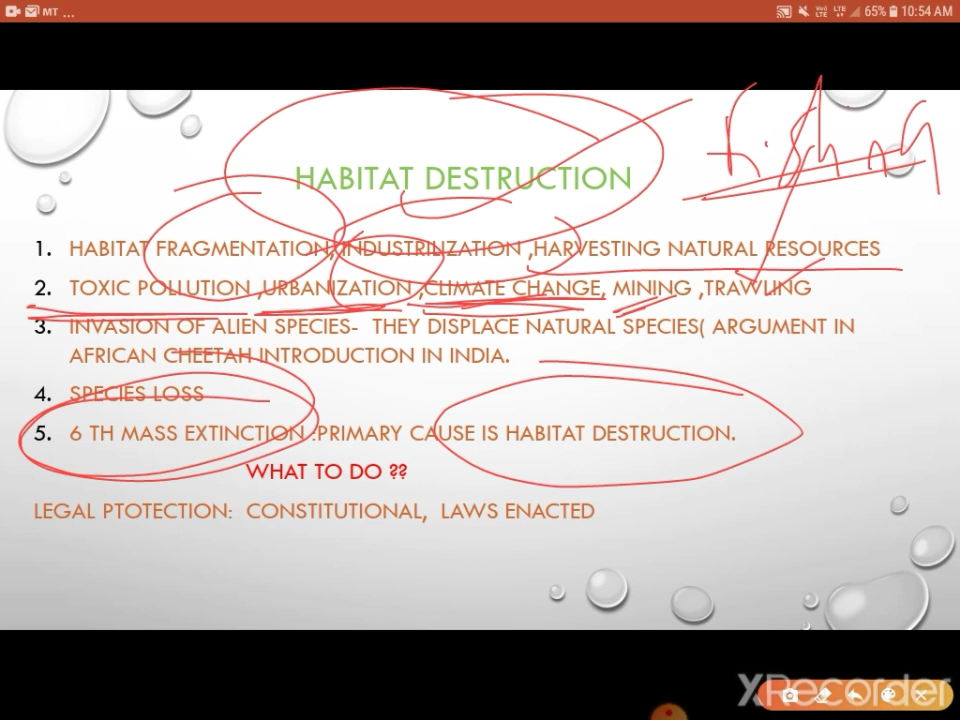 MT ...
Vo) LTE LTE 65% 10:54 AM
Fishing
HABITAT DESTRUCTION
1. HABITAT FRAGMENTATION, INDUSTRILIZATION ,HARVESTING NATURAL RESOURCES
2. TOXIC POLLUTION ,URBANIZATION ,CLIMATE CHANGE, MINING ,TRAWLING
3. INVASION OF ALIEN SPECIES- THEY DISPLACE NATURAL SPECIES( ARGUMENT IN
AFRICAN CHEETAH INTRODUCTION IN INDIA.
4. SPECIES LOSS
5. 6 TH MASS EXTINCTION :PRIMARY CAUSE IS HABITAT DESTRUCTION.
WHAT TO DO ??
LEGAL PTOTECTION: CONSTITUTIONAL, LAWS ENACTED
XRecorder